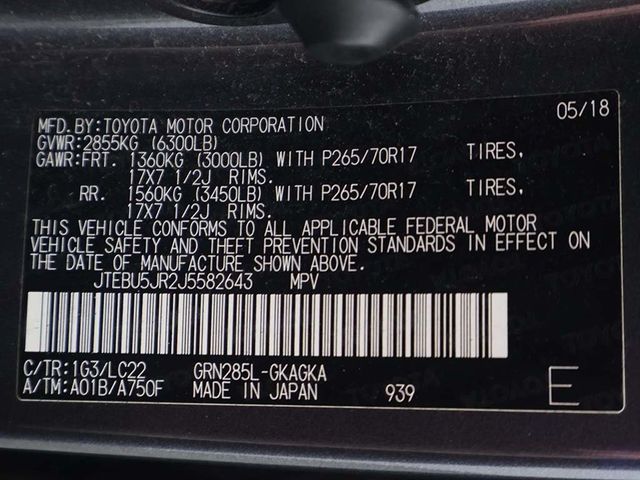 MFD.BY:TOYOTA MOTOR CORPORATION 05/18
GVWR:2855KG (6300LB)
GAWR:FRT. 1360KG (3000LB) WITH P265/70R17 TIRES,
17X7 1/2J RIMS.
RR. 1560KG (3450LB) WITH P265/70R17 TIRES,
17X7 1/2J RIMS.
THIS VEHICLE CONFORMS TO ALL APPLICABLE FEDERAL MOTOR
VEHICLE SAFETY AND THEFT PREVENTION STANDARDS IN EFFECT ON
THE DATE OF MANUFACTURE SHOWN ABOVE.
JTEBU5JR2J5582643 MPV
C/TR:1G3/LC22 GRN285L-GKAGKA
A/TM:A01B/A750F MADE IN JAPAN 939 E